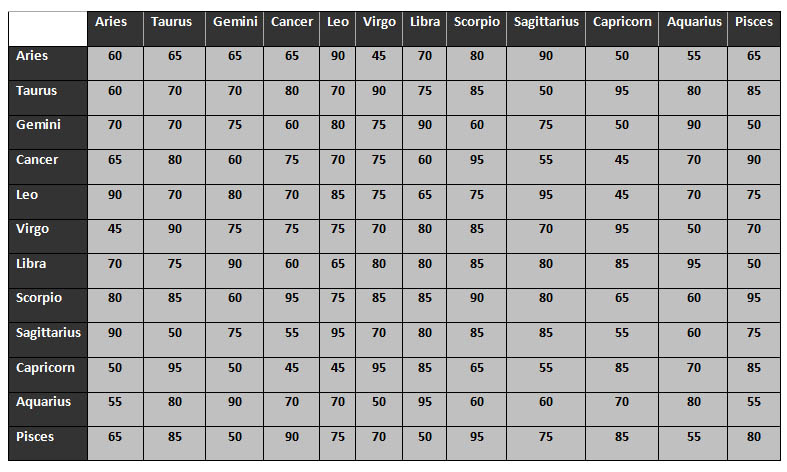 Aries Taurus Gemini Cancer Leo Virgo Libra Scorpio Sagittarius Capricorn Aquarius Pisces
Aries 60 65 65 65 90 45 70 80 90 50 55 65
Taurus 60 70 70 80 70 90 75 85 50 95 80 85
Gemini 70 70 75 60 80 75 90 60 75 50 90 50
Cancer 65 80 60 75 70 75 60 95 55 45 70 90
Leo 90 70 80 70 85 75 65 75 95 45 70 75
Virgo 45 90 75 75 75 70 80 85 70 95 50 70
Libra 70 75 90 60 65 80 80 85 80 85 95 50
Scorpio 80 85 60 95 75 85 85 90 80 65 60 95
Sagittarius 90 50 75 55 95 70 80 85 85 55 60 75
Capricorn 50 95 50 45 45 95 85 65 55 85 70 85
Aquarius 55 80 90 70 70 50 95 60 60 70 80 55
Pisces 65 85 50 90 75 70 50 95 75 85 55 80